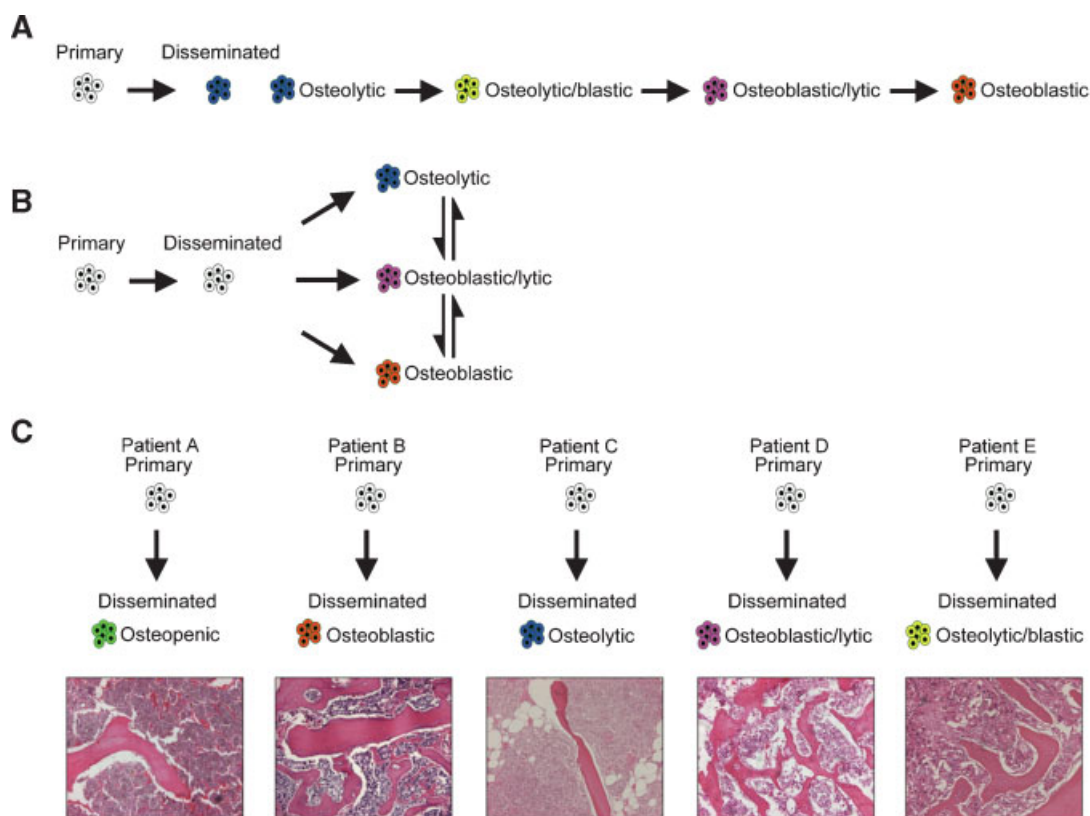 A
Primary
Disseminated
Osteolytic
Osteolytic/blastic
Osteoblastic/lytic
Osteoblastic
B
Primary
Disseminated
Osteolytic
Osteoblastic/lytic
Osteoblastic
C
Patient A
Primary
Patient B
Primary
Patient C
Primary
Patient D
Primary
Patient E
Primary
Disseminated
Osteopenic
Disseminated
Osteoblastic
Disseminated
Osteolytic
Disseminated
Osteoblastic/lytic
Disseminated
Osteolytic/blastic